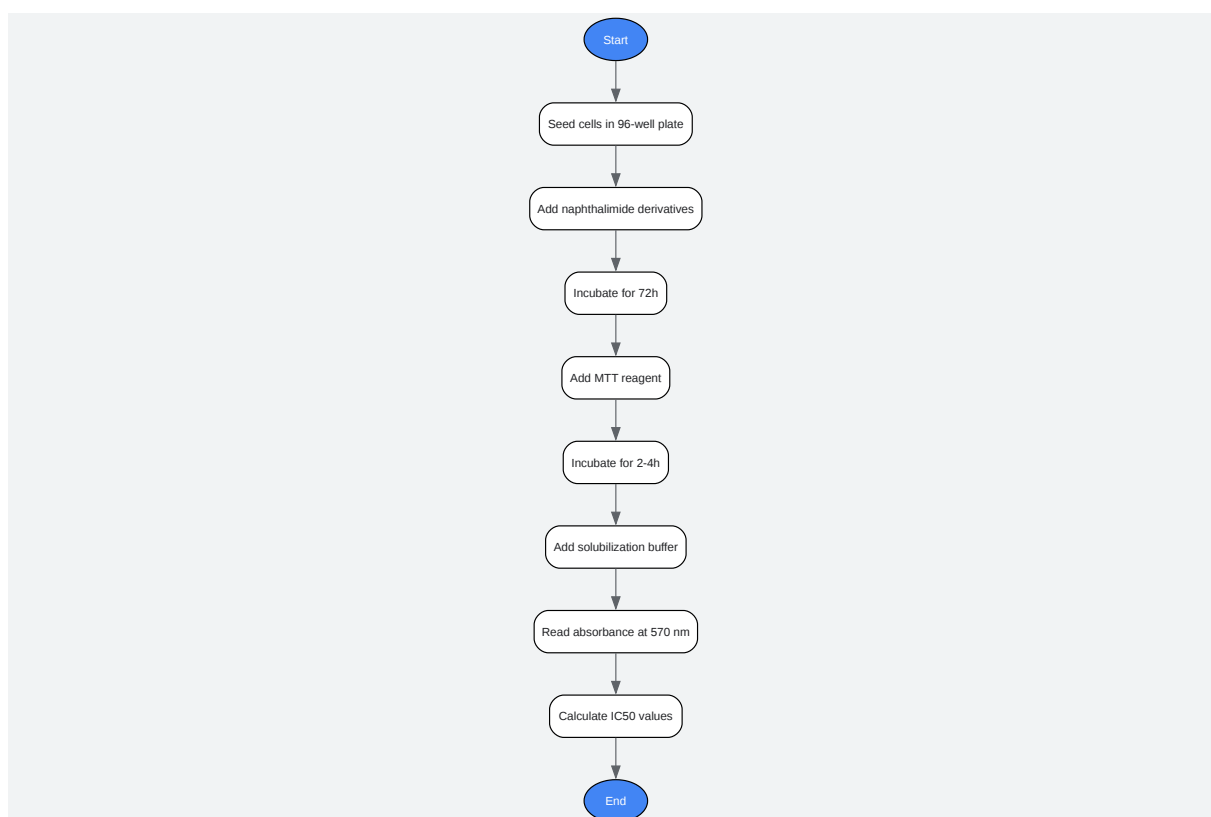 Start
Seed cells in 96-well plate
Add naphthalimide derivatives
Incubate for 72h
Add MTT reagent
Incubate for 2-4h
Add solubilization buffer
Read absorbance at 570 nm
Calculate IC50 values
End